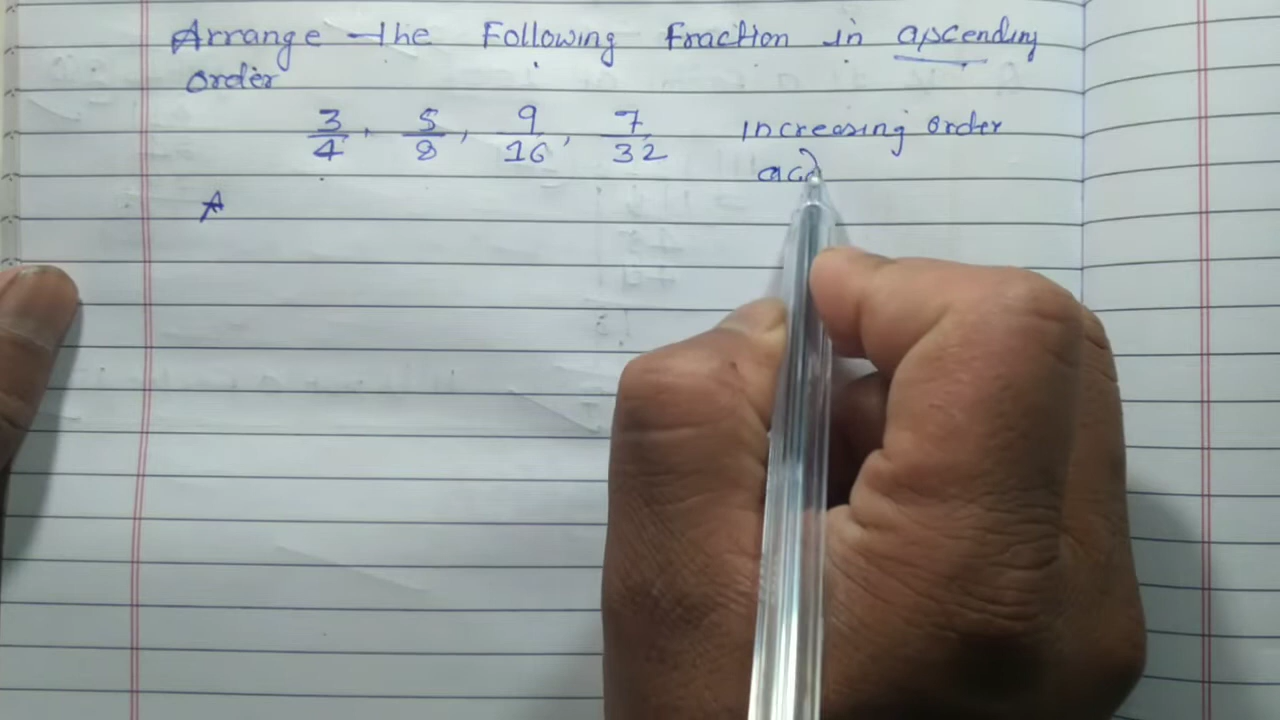 Arrange the Following Fraction in ascending
order
3/4, 5/8, 9/16, 7/32 Increasing order
A